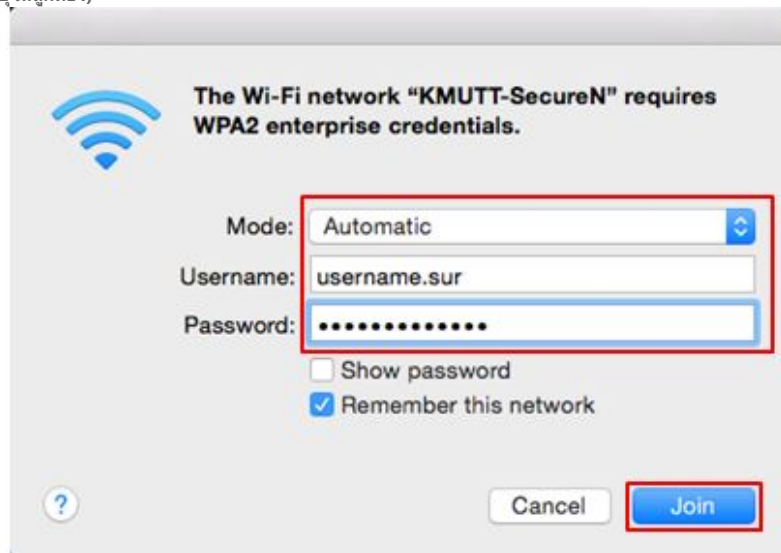 The Wi-Fi network “KMUTT-SecureN” requires
WPA2 enterprise credentials.
Mode: Automatic
Username: username.sur
Password: •••••••••••••
Show password
Remember this network
?
Cancel
Join